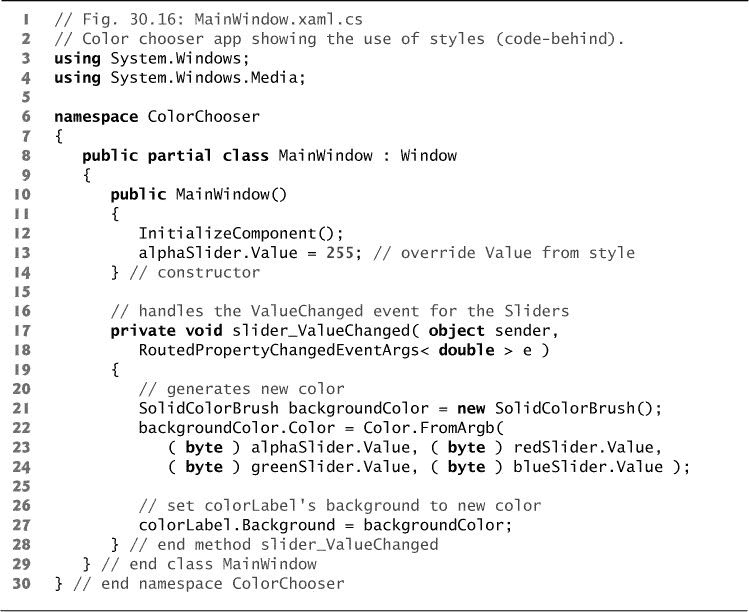 1 // Fig. 30.16: MainWindow.xaml.cs
2 // Color chooser app showing the use of styles (code-behind).
3 using System.Windows;
4 using System.Windows.Media;
5
6 namespace ColorChooser
7 {
8    public partial class MainWindow : Window
9    {
10       public MainWindow()
11       {
12          InitializeComponent();
13          alphaSlider.Value = 255; // override Value from style
14       } // constructor
15
16       // handles the ValueChanged event for the Sliders
17       private void slider_ValueChanged( object sender,
18          RoutedPropertyChangedEventArgs< double > e )
19       {
20          // generates new color
21          SolidColorBrush backgroundColor = new SolidColorBrush();
22          backgroundColor.Color = Color.FromArgb(
23             ( byte ) alphaSlider.Value, ( byte ) redSlider.Value,
24             ( byte ) greenSlider.Value, ( byte ) blueSlider.Value );
25
26          // set colorLabel's background to new color
27          colorLabel.Background = backgroundColor;
28       } // end method slider_ValueChanged
29    } // end class MainWindow
30 } // end namespace ColorChooser